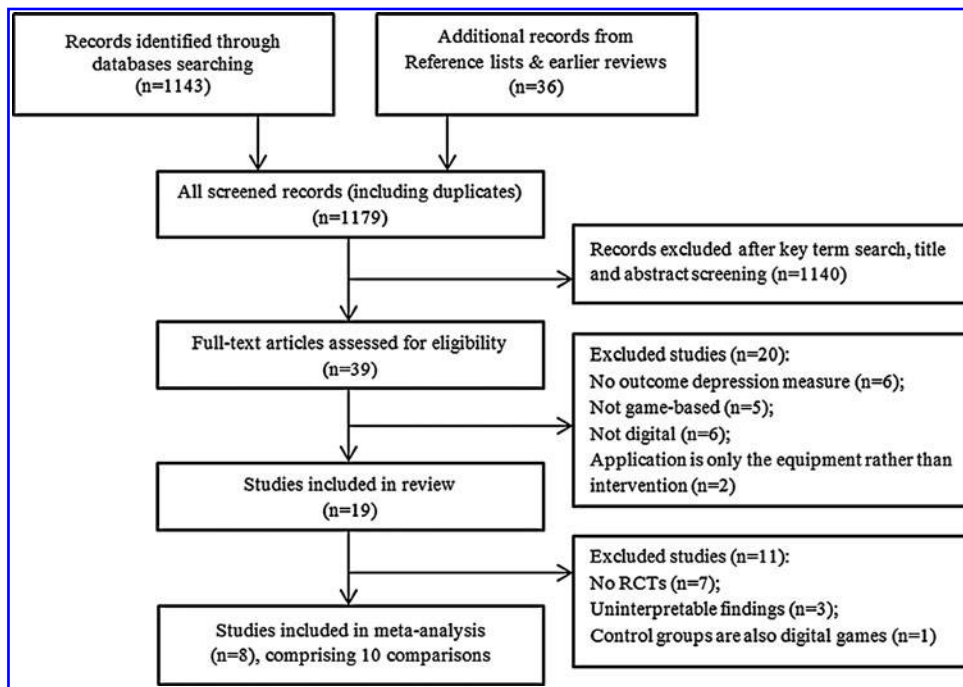 Records identified through
databases searching
(n=1143)
Additional records from
Reference lists & earlier reviews
(n=36)
All screened records (including duplicates)
(n=1179)
Records excluded after key term search, title
and abstract screening (n=1140)
Full-text articles assessed for eligibility
(n=39)
Excluded studies (n=20):
No outcome depression measure (n=6);
Not game-based (n=5);
Not digital (n=6);
Application is only the equipment rather than
intervention (n=2)
Studies included in review
(n=19)
Excluded studies (n=11):
No RCTs (n=7);
Uninterpretable findings (n=3);
Control groups are also digital games (n=1)
Studies included in meta-analysis
(n=8), comprising 10 comparisons